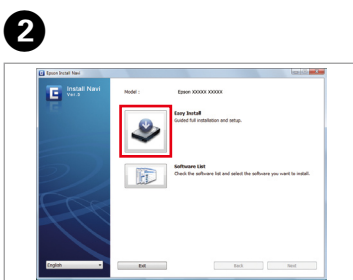 2
Epson Install Navi
Install Navi
Ver.3
Model :
Epson XXXXX XXXXX
Easy Install
Guided full installation and setup.
Software List
Check the software list and select the software you want to install.
English
Exit
Back
Next